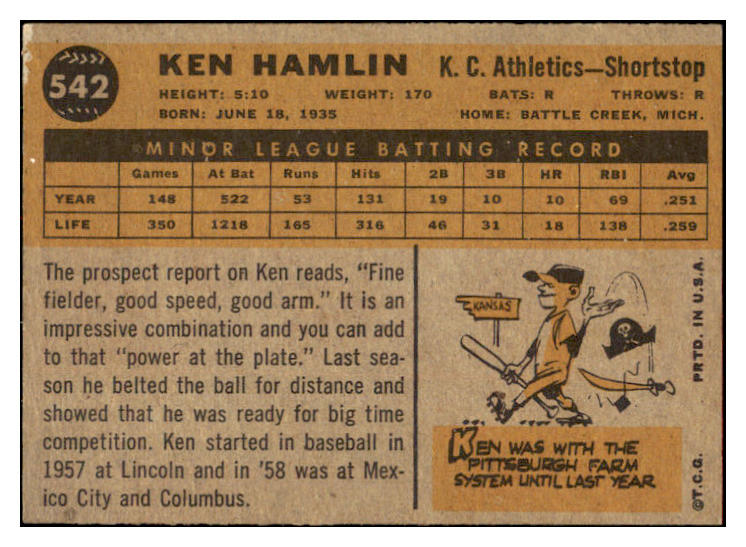 542
KEN HAMLIN K. C. Athletics—Shortstop
HEIGHT: 5:10 WEIGHT: 170 BATS: R THROWS: R
BORN: JUNE 18, 1935 HOME: BATTLE CREEK, MICH.
MINOR LEAGUE BATTING RECORD
Games At Bat Runs Hits 2B 3B HR RBI Avg
YEAR 148 522 53 131 19 10 10 69 .251
LIFE 350 1218 165 316 46 31 18 138 .259
The prospect report on Ken reads, “Fine
fielder, good speed, good arm.” It is an
impressive combination and you can add
to that “power at the plate.” Last sea-
son he belted the ball for distance and
showed that he was ready for big time
competition. Ken started in baseball in
1957 at Lincoln and in ’58 was at Mex-
ico City and Columbus.
KANSAS
KEN WAS WITH THE
PITTSBURGH FARM
SYSTEM UNTIL LAST YEAR
©T.C.G. PRTD. IN U.S.A.